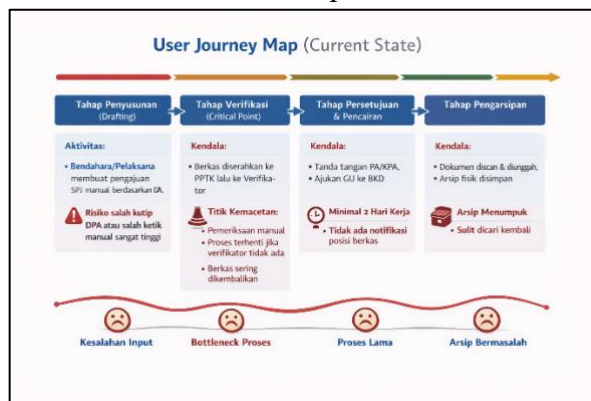 User Journey Map (Current State)
Tahap Penyusunan
(Drafting)
Aktivitas:
• Bendahara/Pelaksana
membuat pengajuan
SPJ manual berdasarkan
Risiko salah kutip
DPA atau salah ketik
manual sangat tinggi
Tahap Verifikasi
(Critical Point)
Kendala:
• Berkas diserahkan ke
PPTK lalu ke Verifika-
tor
Titik Kemacetan:
• Pemeriksaan manual
• Proses terhenti jika
verifikator tidak ada
• Berkas sering
dikembalikan
Tahap Persetujuan
& Pencairan
Kendala:
• Tanda tangan PA/KPA,
• Ajukan GU ke BKD
Minimal 2 Hari Kerja
• Tidak ada notifikasi
posisi berkas
Tahap Pengarsipan
Kendala:
• Dokumen discan & diunggah,
• Arsip fisik disimpan
Arsip Menumpuk
• Sulit dicari kembali
Kesalahan Input
Bottleneck Proses
Proses Lama
Arsip Bermasalah